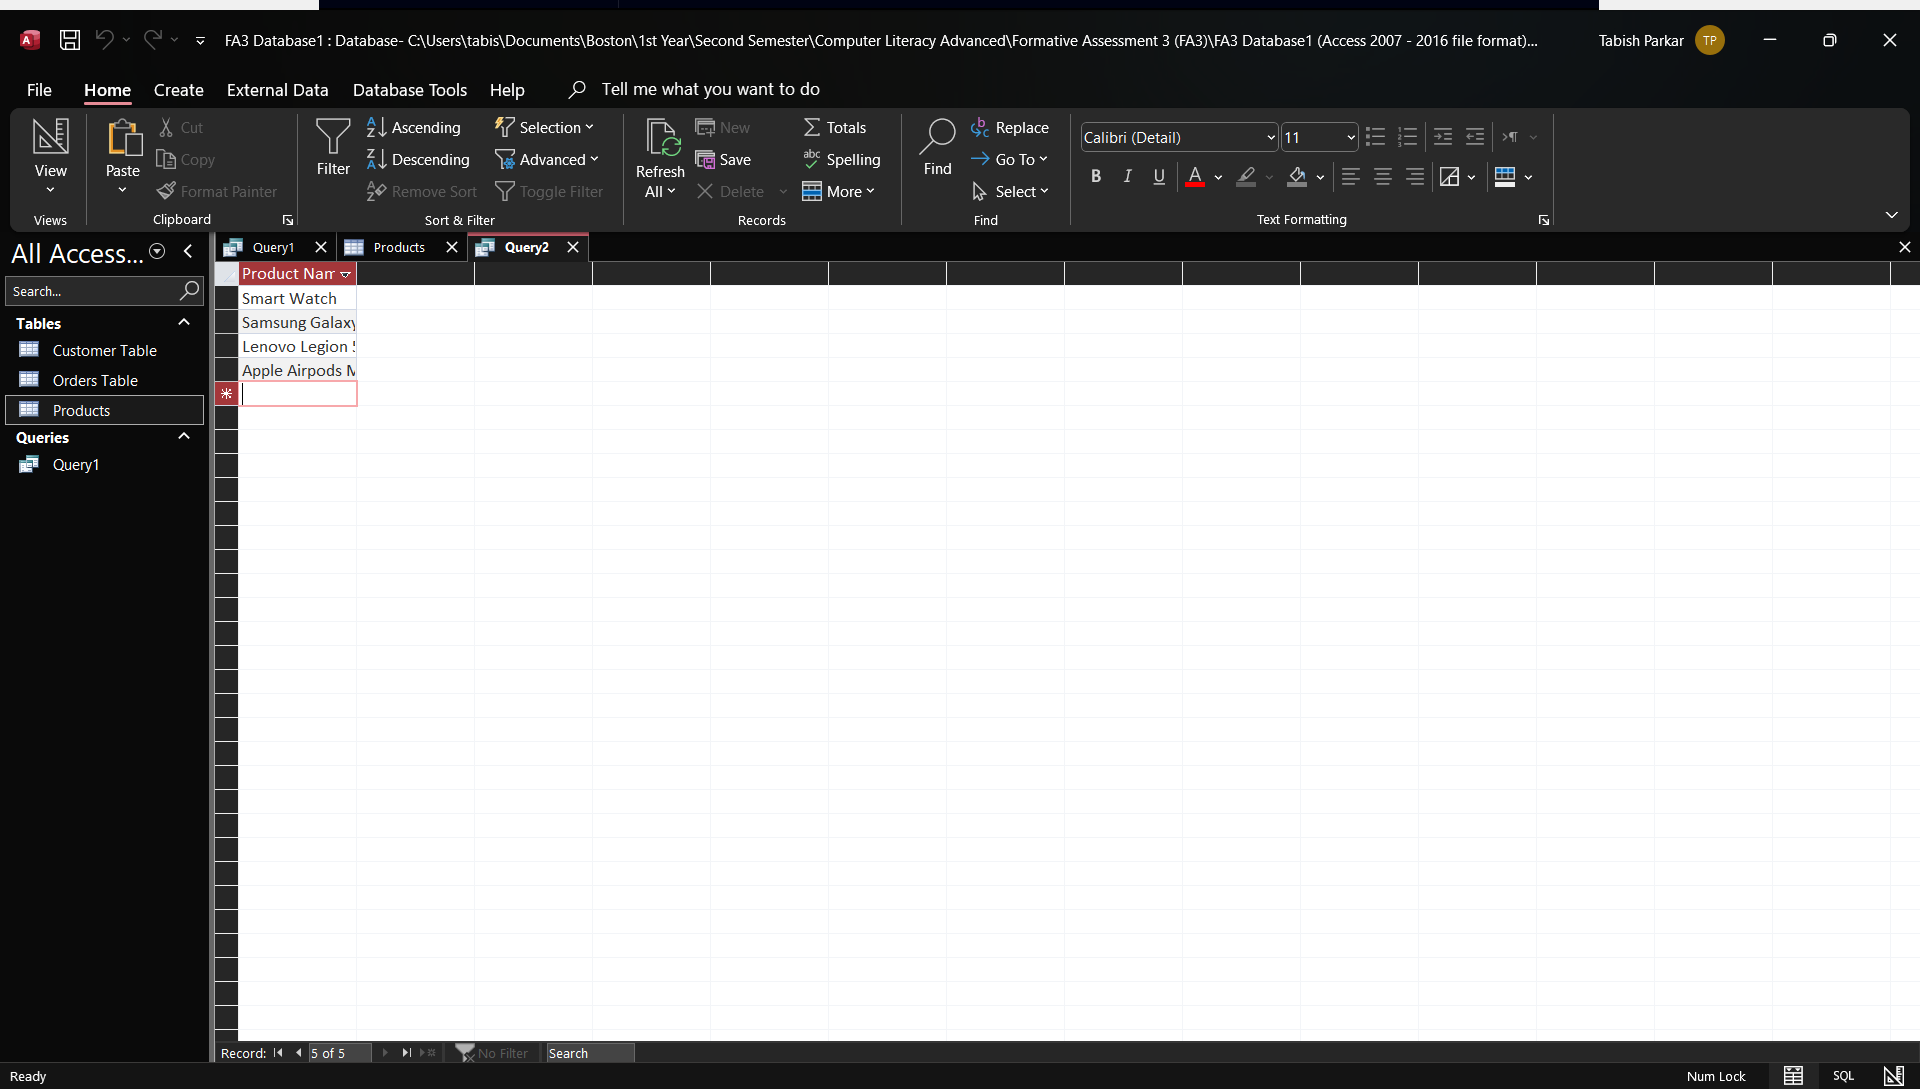 FA3 Database1 : Database- C:\Users\tabis\Documents\Boston\1st Year\Second Semester\Computer Literacy Advanced\Formative Assessment 3 (FA3)\FA3 Database1 (Access 2007 - 2016 file format)...
Tabish Parkar
TP
File
Home
Create
External Data
Database Tools
Help
Tell me what you want to do
View
Views
Paste
Cut
Copy
Format Painter
Clipboard
Filter
Ascending
Descending
Remove Sort
Selection
Advanced
Toggle Filter
Sort & Filter
Refresh
All
New
Save
Delete
Totals
Spelling
More
Records
Find
Replace
Go To
Select
Find
Calibri (Detail)
11
B I U
Text Formatting
All Access...
Search...
Tables
Customer Table
Orders Table
Products
Queries
Query1
Query1
Products
Query2
Product Nam
Smart Watch
Samsung Galaxy
Lenovo Legion 5
Apple Airpods M
Record:
5 of 5
No Filter
Search
Ready
Num Lock
SQL